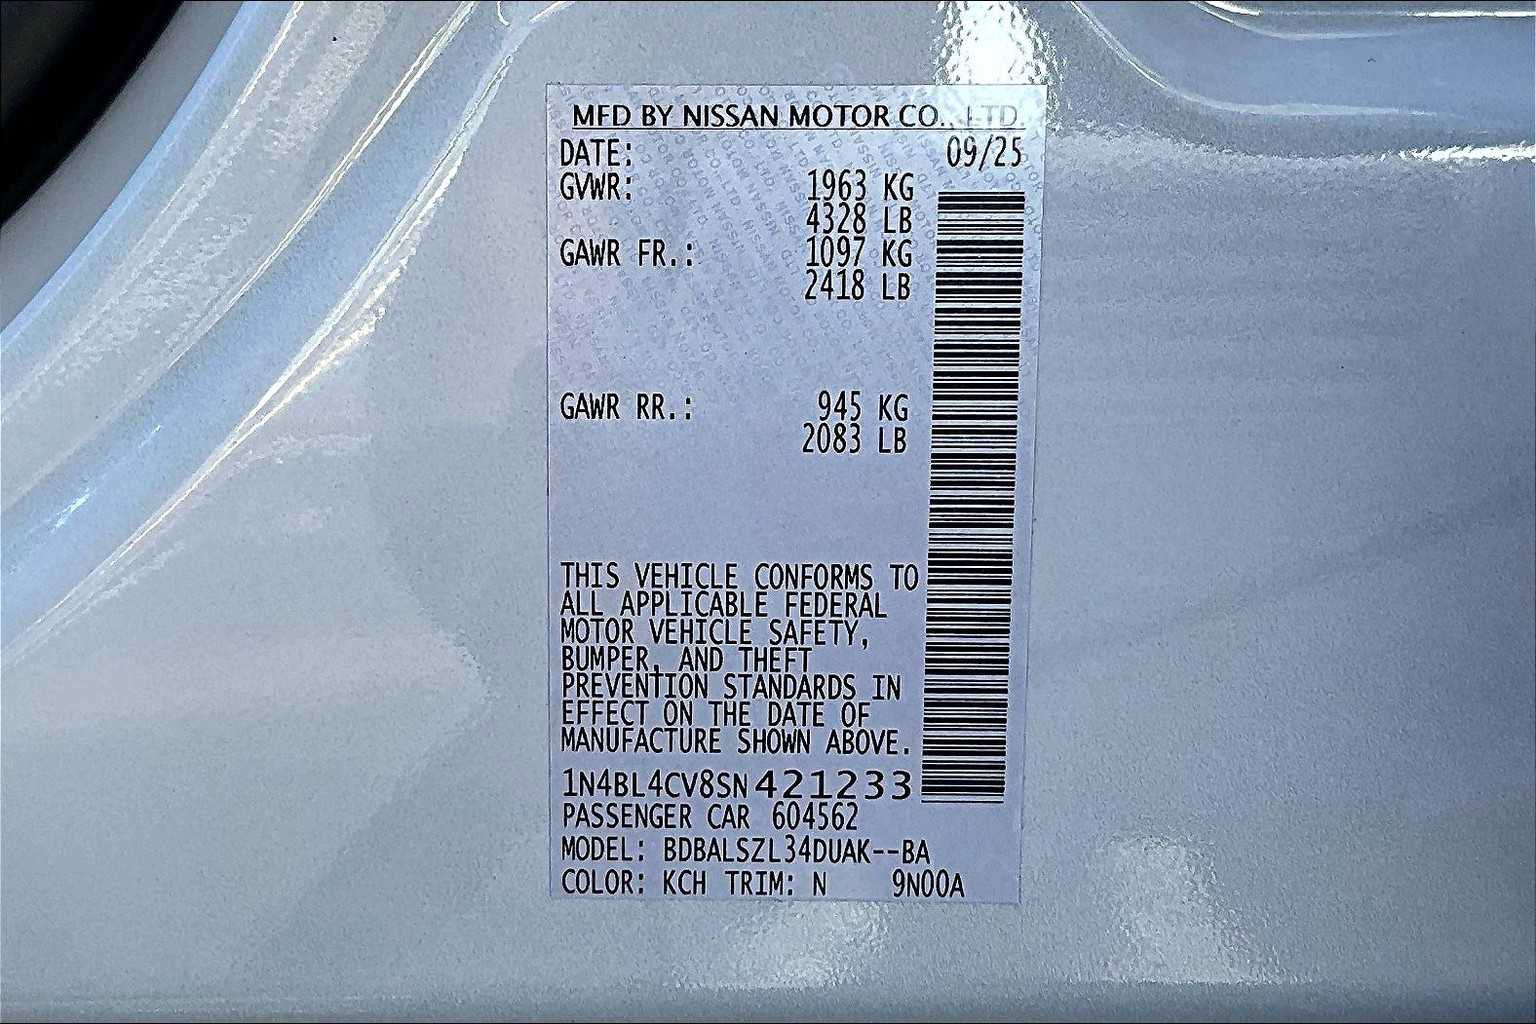 MFD BY NISSAN MOTOR CO., LTD.
DATE: 09/25
GVWR: 1963 KG
4328 LB
GAWR FR.: 1097 KG
2418 LB
GAWR RR.: 945 KG
2083 LB
THIS VEHICLE CONFORMS TO
ALL APPLICABLE FEDERAL
MOTOR VEHICLE SAFETY,
BUMPER, AND THEFT
PREVENTION STANDARDS IN
EFFECT ON THE DATE OF
MANUFACTURE SHOWN ABOVE.
1N4BL4CV8SN421233
PASSENGER CAR 604562
MODEL: BDBALSZL34DUAK--BA
COLOR: KCH TRIM: N 9N00A